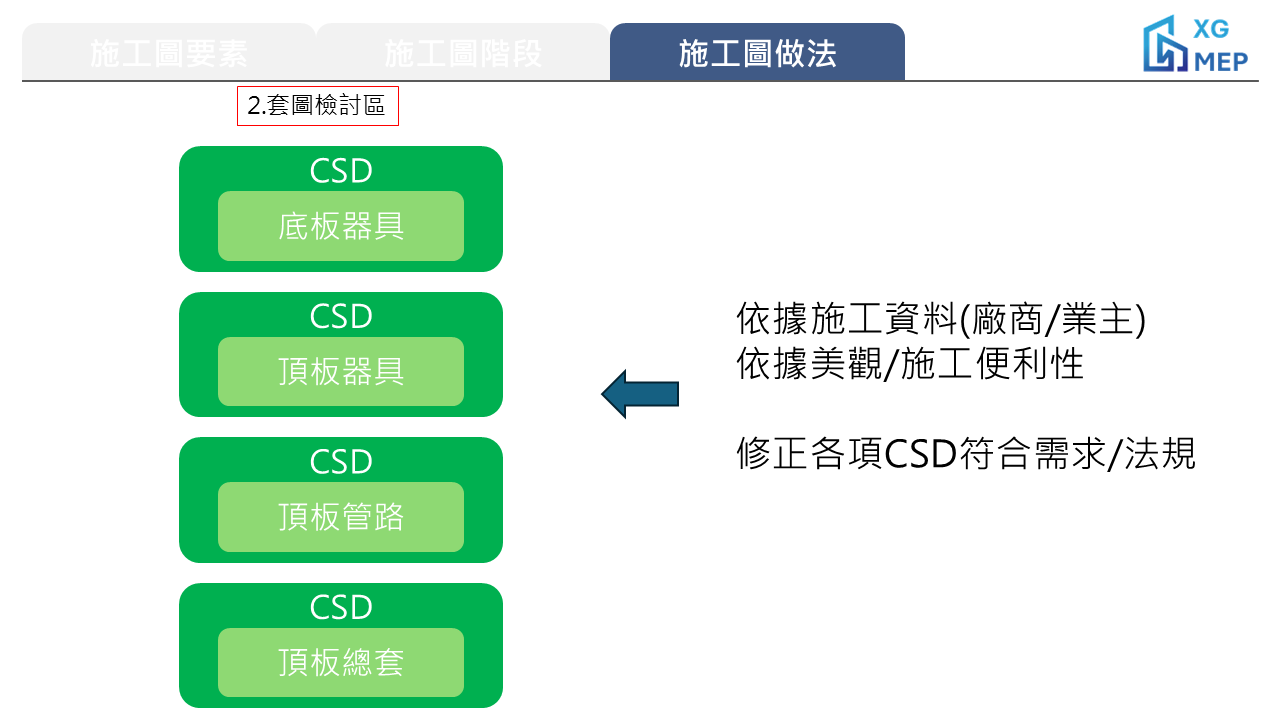 施工圖要素
施工圖階段
施工圖做法
XG
MEP
2.套圖檢討區
CSD
底板器具
CSD
頂板器具
CSD
頂板管路
CSD
頂板總套
依據施工資料(廠商/業主)
依據美觀/施工便利性
修正各項CSD符合需求/法規